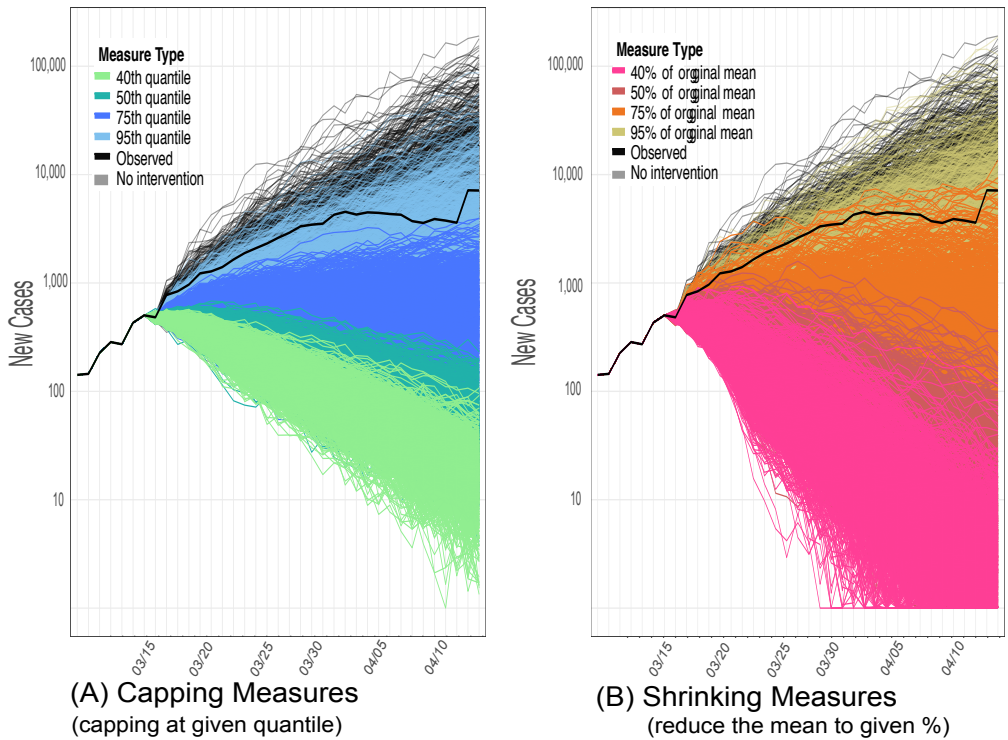 Measure Type
40th quantile
50th quantile
75th quantile
95th quantile
Observed
No intervention
100,000
10,000
1,000
100
10
New Cases
03/15
03/20
03/25
03/30
04/05
04/10
(A) Capping Measures
(capping at given quantile)
Measure Type
40% of original mean
50% of original mean
75% of original mean
95% of original mean
Observed
No intervention
100,000
10,000
1,000
100
10
New Cases
03/15
03/20
03/25
03/30
04/05
04/10
(B) Shrinking Measures
(reduce the mean to given %)